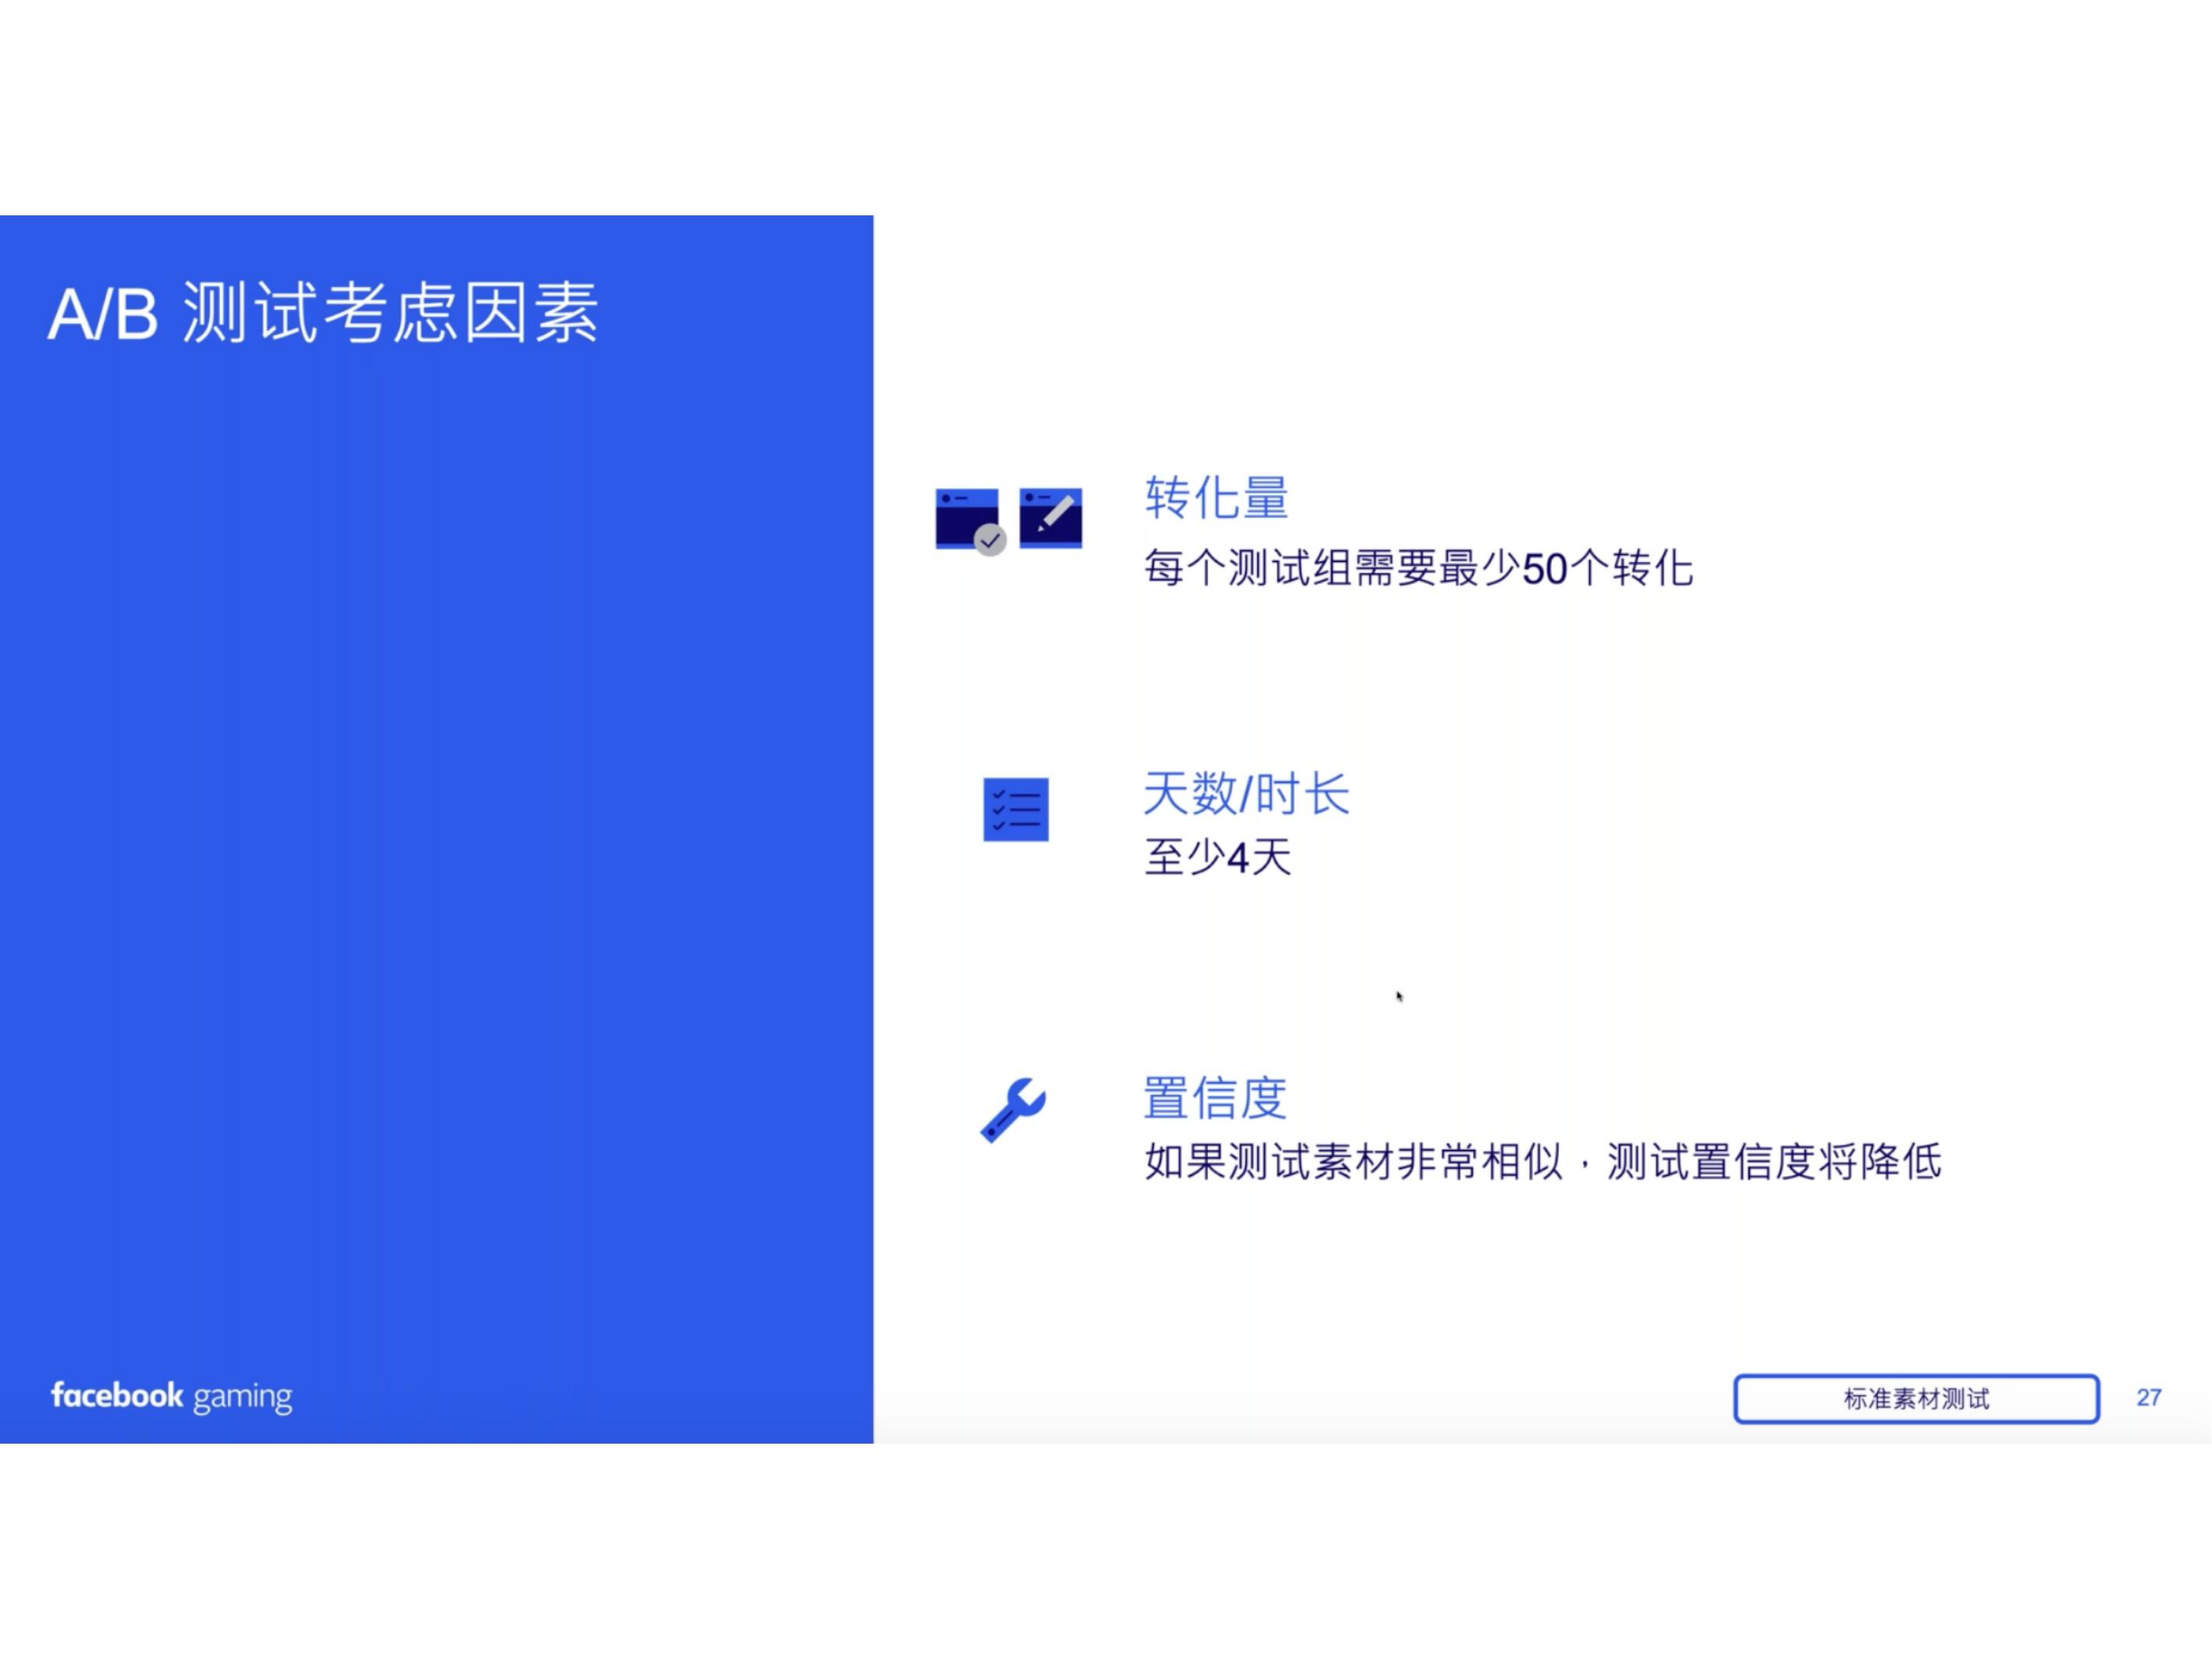 A/B 测试考虑因素
转化量
每个测试组需要最少50个转化
天数/时长
至少4天
置信度
如果测试素材非常相似，测试置信度将降低
facebook gaming
标准素材测试
27